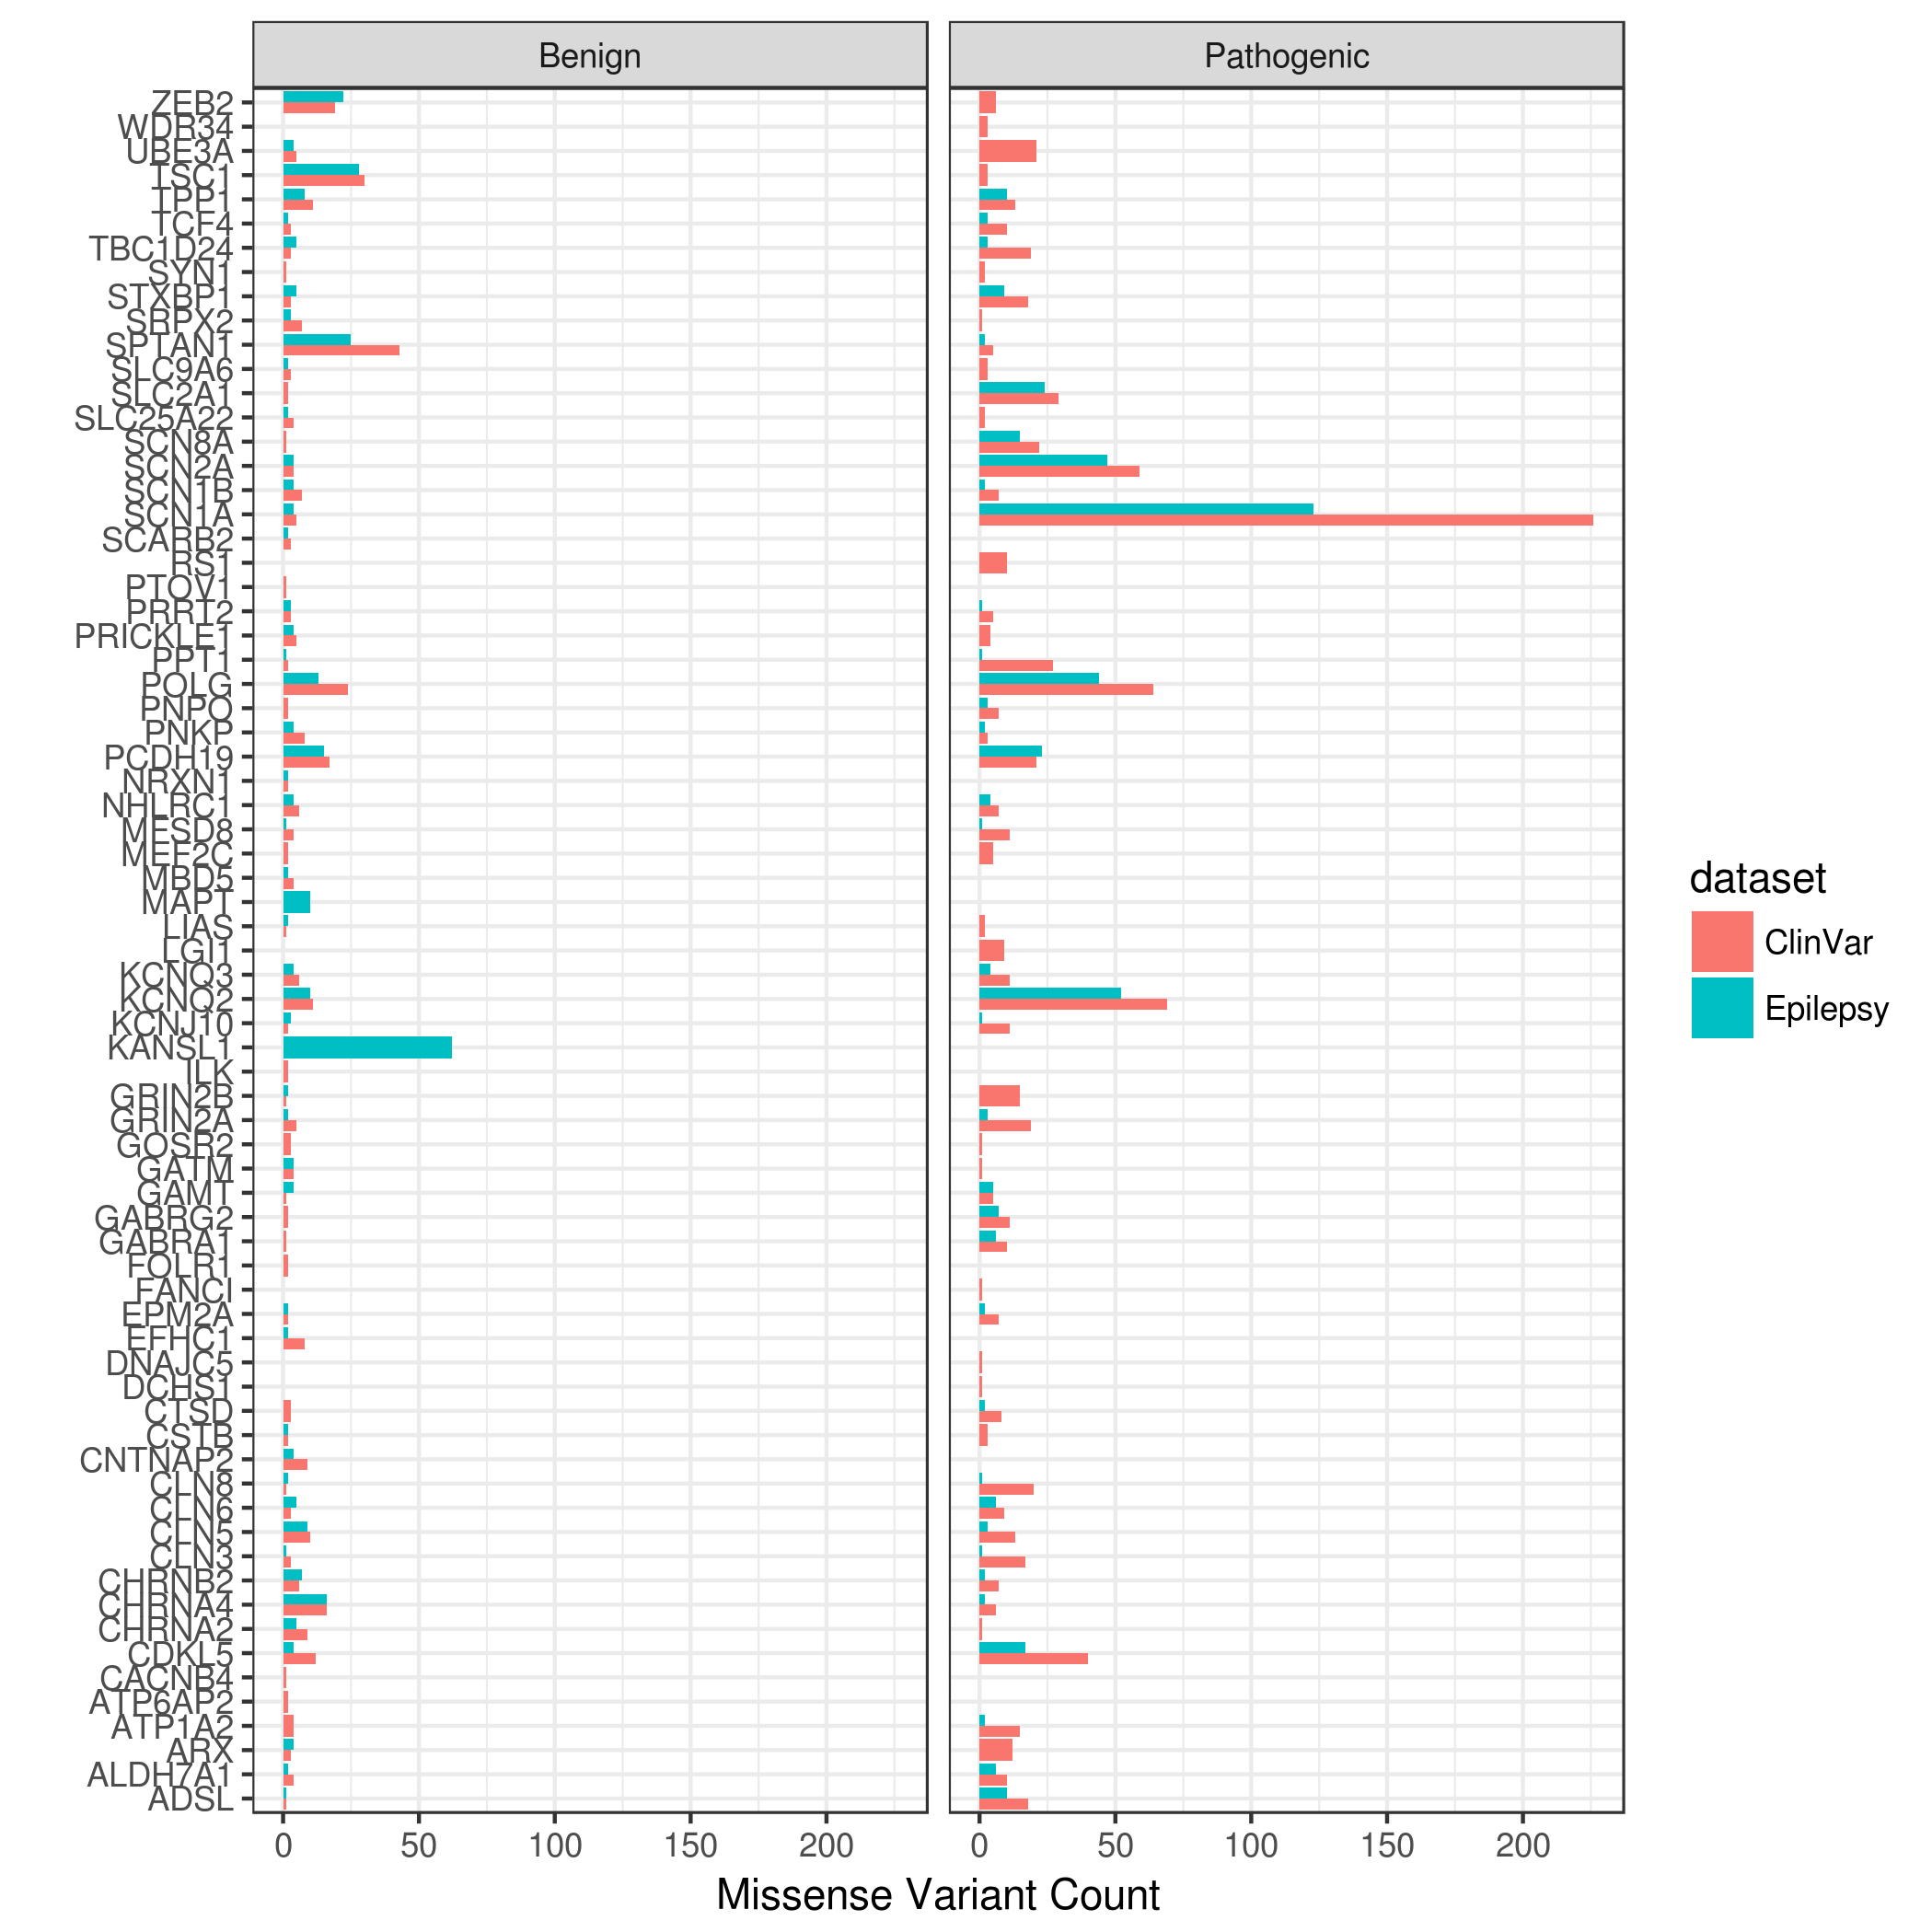 Benign
Pathogenic
ZEB2
WDR34
UBE3A
TSC1
TPP1
TCF4
TBC1D24
SYN1
STXBP1
SRPX2
SPTAN1
SLC9A6
SLC2A1
SLC25A22
SCN8A
SCN2A
SCN1B
SCN1A
SCARB2
RS1
PTOV1
PRRT2
PRICKLE1
PPT1
POLG
PNPO
PNKP
PCDH19
NRXN1
NHLRC1
MFSD8
MEF2C
MBD5
MAPT
LIAS
LGI1
KCNQ3
KCNQ2
KCNJ10
KANSL1
ILK
GRIN2B
GRIN2A
GOSR2
GATM
GAMT
GABRG2
GABRA1
FOLR1
FANCI
EPM2A
EFHC1
DNAJC5
DCHS1
CTSD
CSTB
CNTNAP2
CLN8
CLN6
CLN5
CLN3
CHRNB2
CHRNA4
CHRNA2
CDKL5
CACNB4
ATP6AP2
ATP1A2
ARX
ALDH7A1
ADSL
0 50 100 150 200
0 50 100 150 200
Missense Variant Count
dataset
ClinVar
Epilepsy